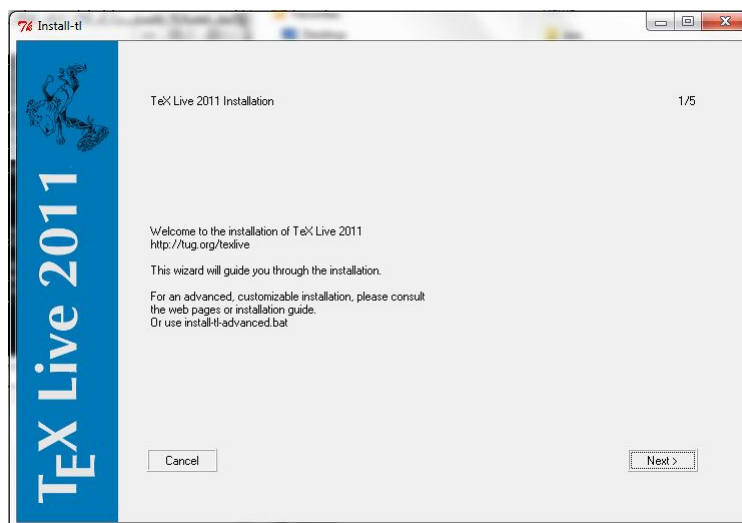 Install-tl
TeX Live 2011 Installation
1/5
TeX Live 2011
Welcome to the installation of TeX Live 2011
http://tug.org/texlive
This wizard will guide you through the installation.
For an advanced, customizable installation, please consult
the web pages or installation guide.
Or use install-tl-advanced.bat
Cancel
Next >